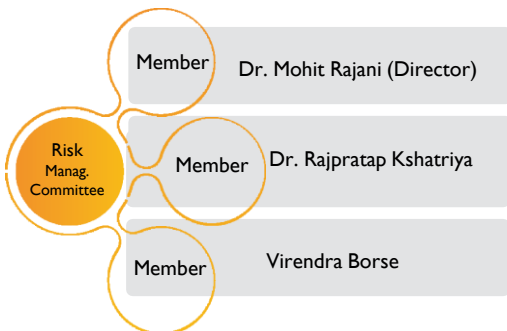 Member
Dr. Mohit Rajani (Director)
Risk
Manag.
Committee
Member
Dr. Rajpratap Kshatriya
Member
Virendra Borse